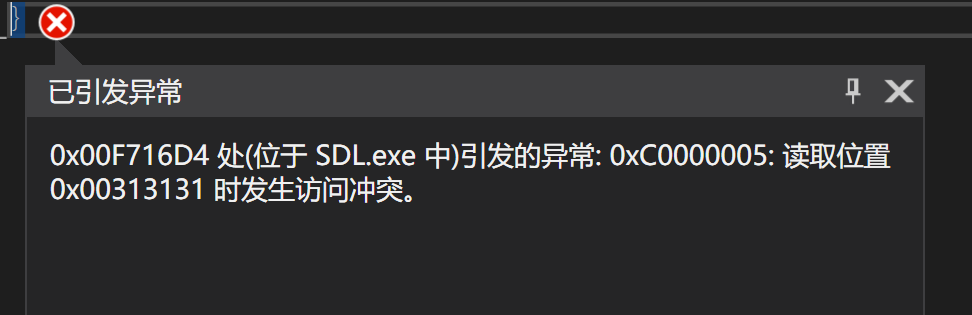 }
已引发异常
0x00F716D4 处(位于 SDL.exe 中)引发的异常: 0xC0000005: 读取位置
0x00313131 时发生访问冲突。